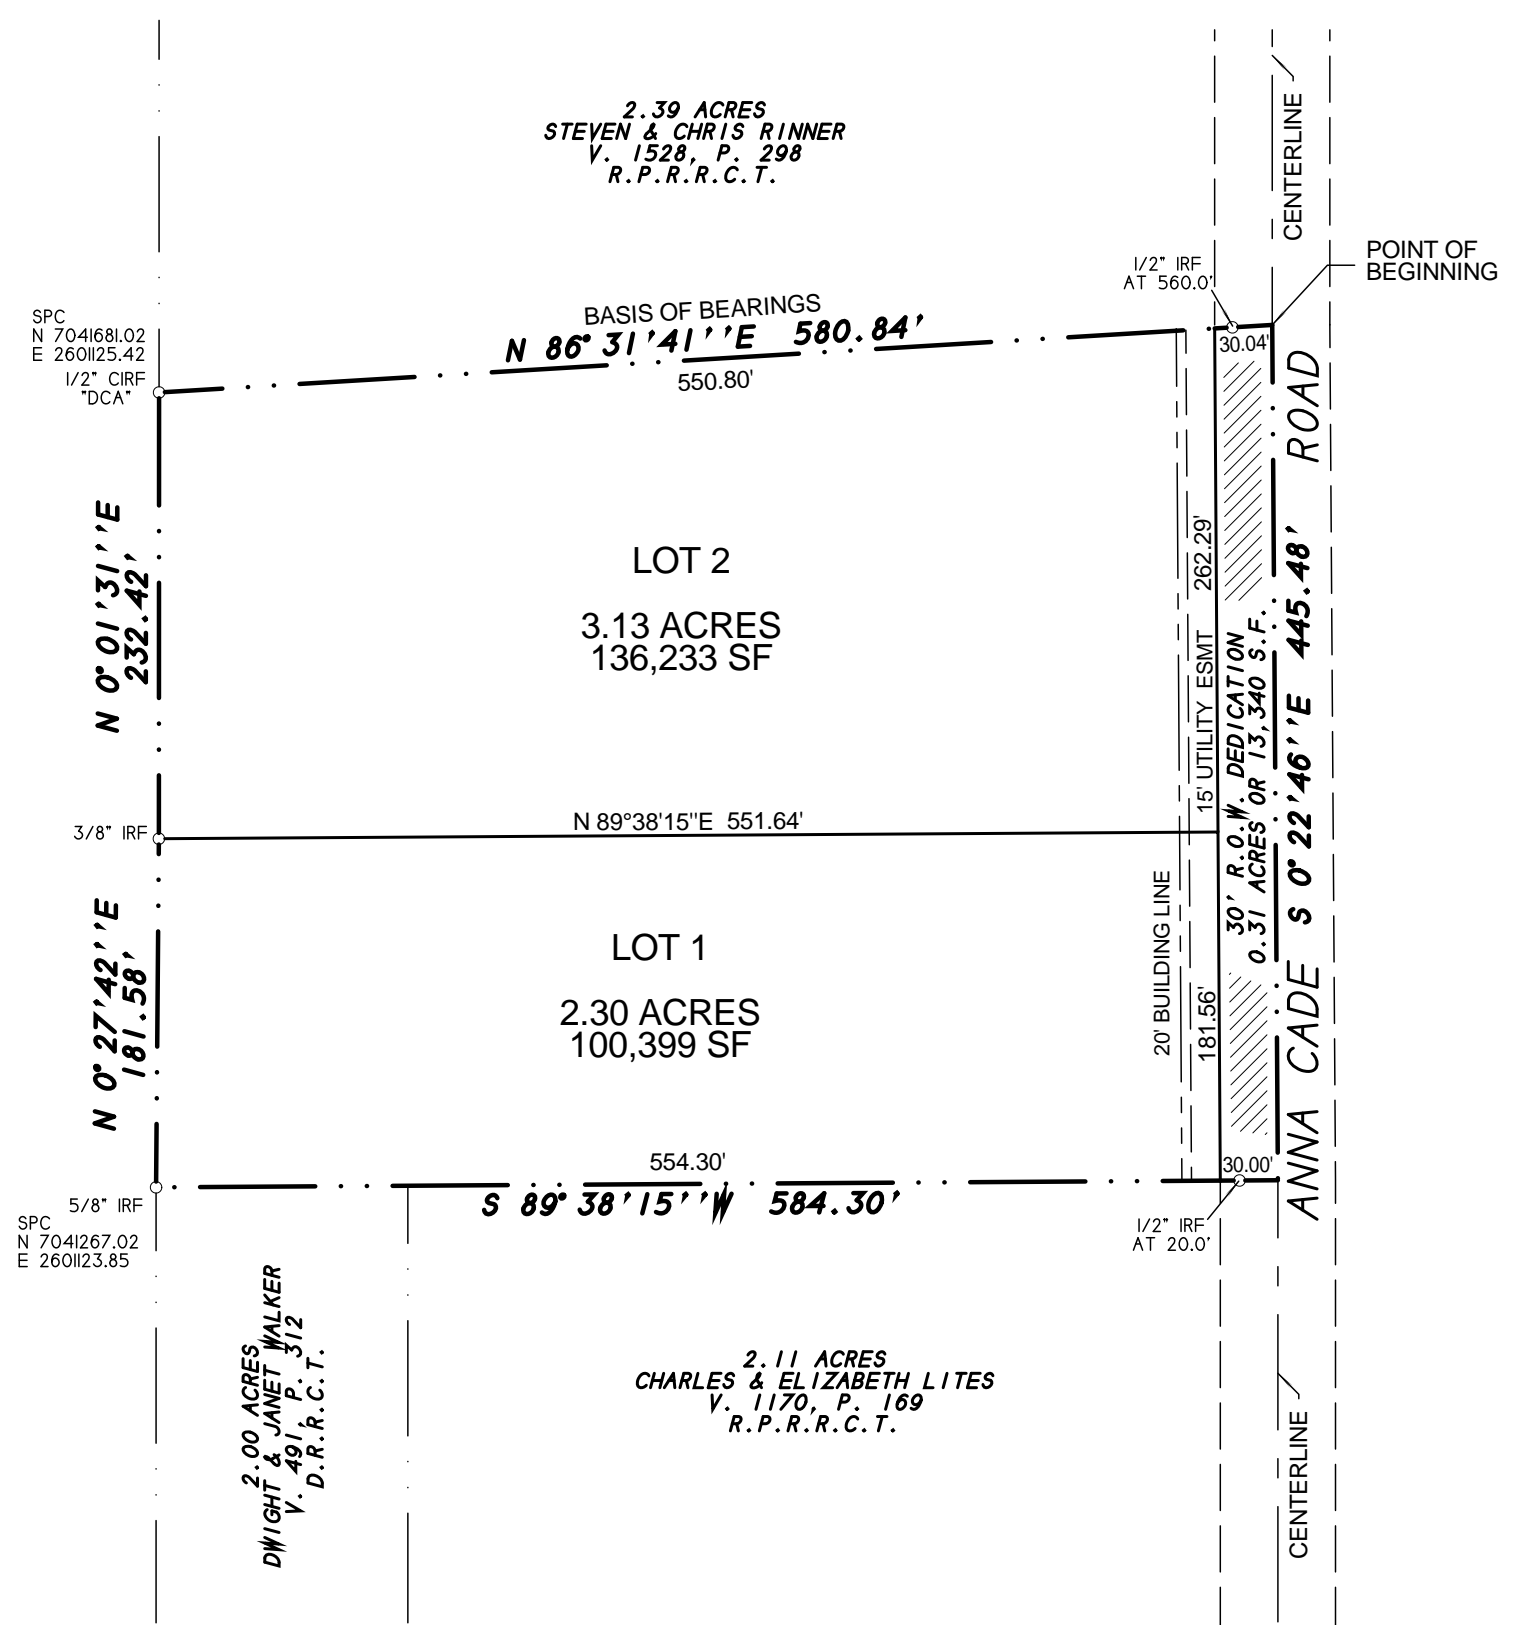 2.39 ACRES
STEVEN & CHRIS RINNER
V. 1528, P. 298
R.P.R.R.C.T.
CENTERLINE
POINT OF
BEGINNING
1/2" IRF
AT 560.0'
SPC
N 7041681.02
E 2601125.42
1/2" CIRF
"DCA"
BASIS OF BEARINGS
N 86°31'41''E 580.84'
550.80'
30.04'
N 0°01'31''E
232.42'
LOT 2
3.13 ACRES
136,233 SF
262.29'
15' UTILITY ESMT
30' R.O.W. DEDICATION
0.31 ACRES OR 13,340 S.F.
S 0°22'46''E 445.48'
ANNA CADE ROAD
3/8" IRF
N 89°38'15"E 551.64'
N 0°27'42''E
181.58'
LOT 1
2.30 ACRES
100,399 SF
20' BUILDING LINE
181.56'
554.30'
30.00'
S 89°38'15''W 584.30'
5/8" IRF
SPC
N 7041267.02
E 2601123.85
1/2" IRF
AT 20.0'
2.00 ACRES
DWIGHT & JANET WALKER
V. 491, P. 312
D.R.R.C.T.
2.11 ACRES
CHARLES & ELIZABETH LITES
V. 1170, P. 169
R.P.R.R.C.T.
CENTERLINE